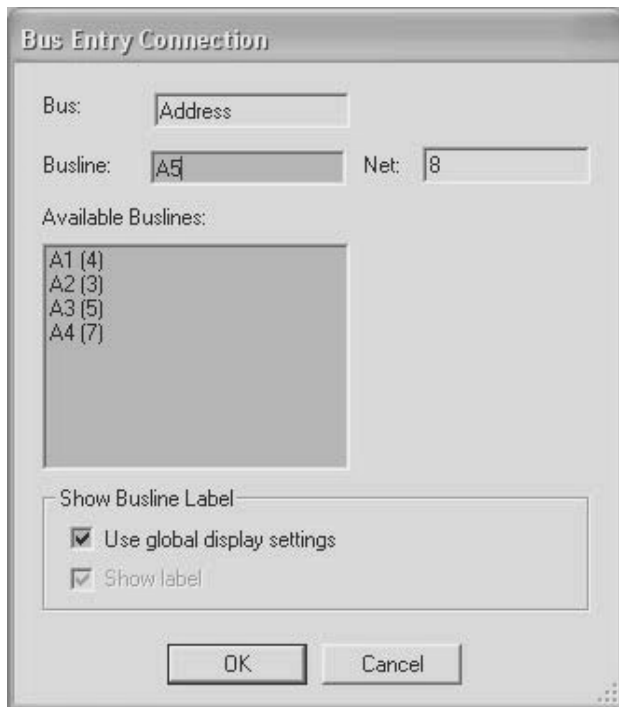 Bus Entry Connection
Bus: Address
Busline: A5 Net: 8
Available Buslines:
A1 (4)
A2 (3)
A3 (5)
A4 (7)
Show Busline Label
Use global display settings
Show label
OK Cancel